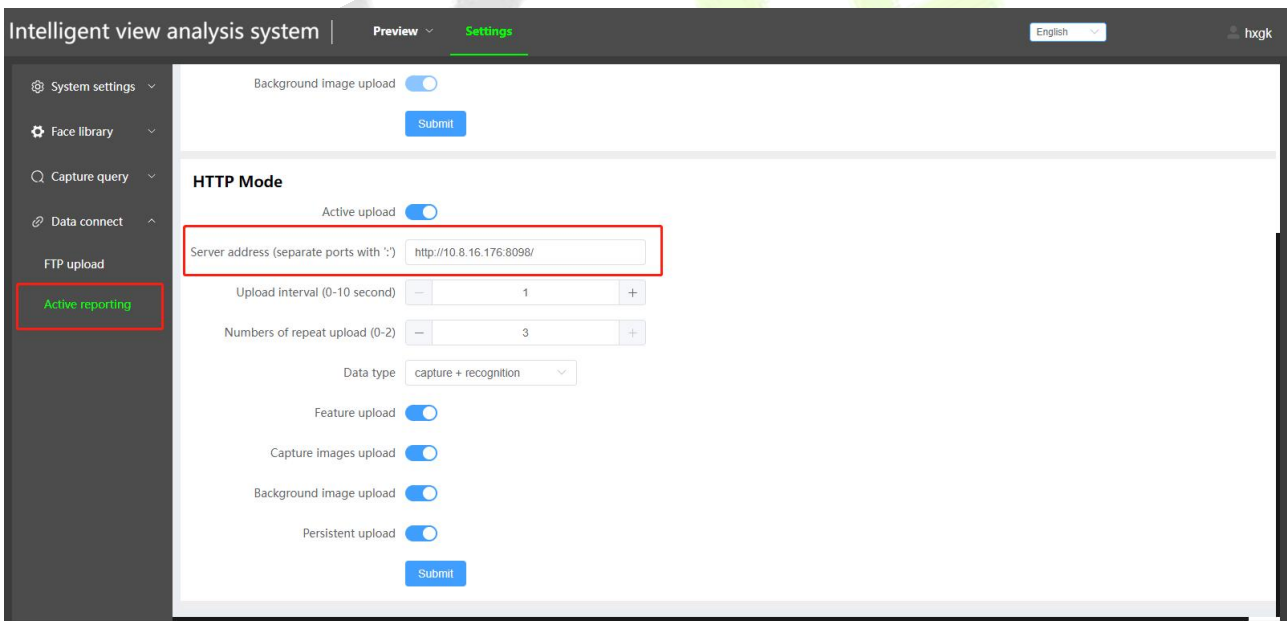 Intelligent view analysis system | Preview Settings English hxgk
System settings
Face library
Capture query
Data connect
FTP upload
Active reporting
Background image upload
Submit
HTTP Mode
Active upload
Server address (separate ports with ':') http://10.8.16.176:8098/
Upload interval (0-10 second) − 1 +
Numbers of repeat upload (0-2) − 3 +
Data type capture + recognition
Feature upload
Capture images upload
Background image upload
Persistent upload
Submit